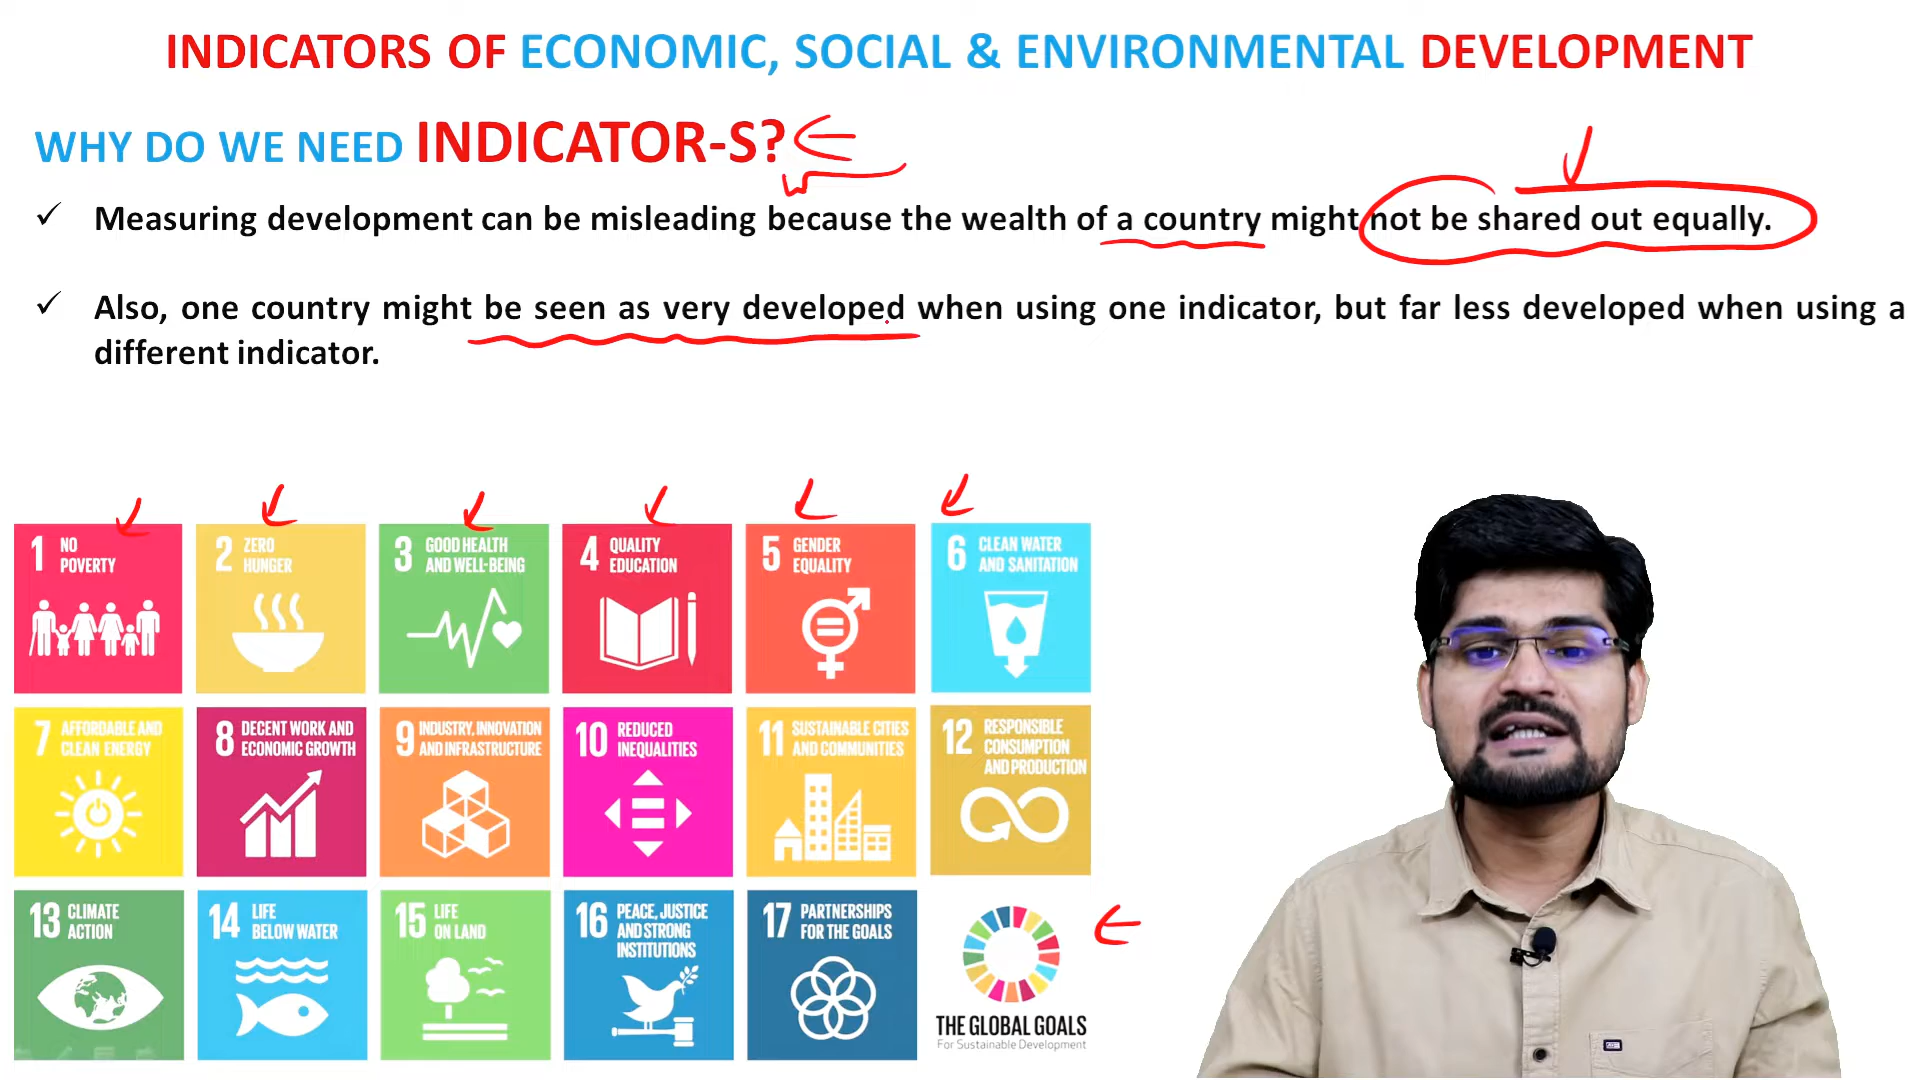 INDICATORS OF ECONOMIC, SOCIAL & ENVIRONMENTAL DEVELOPMENT
WHY DO WE NEED INDICATOR-S?
✓ Measuring development can be misleading because the wealth of a country might not be shared out equally.
✓ Also, one country might be seen as very developed when using one indicator, but far less developed when using a
different indicator.
1 NO
POVERTY
2 ZERO
HUNGER
3 GOOD HEALTH
AND WELL-BEING
4 QUALITY
EDUCATION
5 GENDER
EQUALITY
6 CLEAN WATER
AND SANITATION
7 AFFORDABLE AND
CLEAN ENERGY
8 DECENT WORK AND
ECONOMIC GROWTH
9 INDUSTRY, INNOVATION
AND INFRASTRUCTURE
10 REDUCED
INEQUALITIES
11 SUSTAINABLE CITIES
AND COMMUNITIES
12 RESPONSIBLE
CONSUMPTION
AND PRODUCTION
13 CLIMATE
ACTION
14 LIFE
BELOW WATER
15 LIFE
ON LAND
16 PEACE, JUSTICE
AND STRONG
INSTITUTIONS
17 PARTNERSHIPS
FOR THE GOALS
THE GLOBAL GOALS
For Sustainable Development